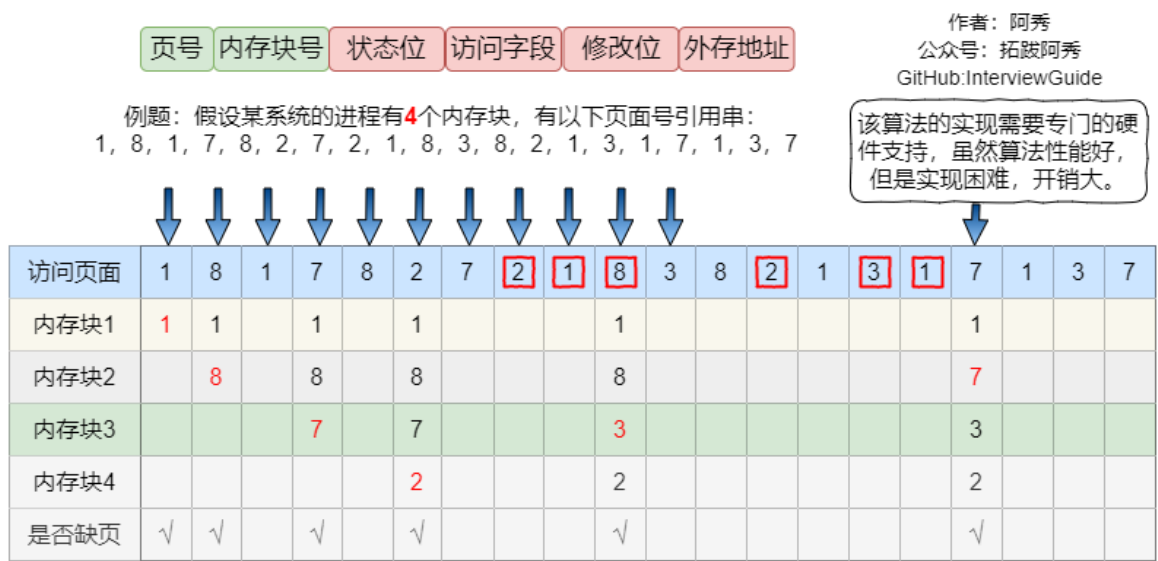 作者：阿秀
公众号：拓跋阿秀
GitHub:InterviewGuide
页号 内存块号 状态位 访问字段 修改位 外存地址
例题：假设某系统的进程有4个内存块，有以下页面号引用串：
1，8，1，7，8，2，7，2，1，8，3，8，2，1，3，1，7，1，3，7
该算法的实现需要专门的硬
件支持，虽然算法性能好，
但是实现困难，开销大。
访问页面 1 8 1 7 8 2 7 2 1 8 3 8 2 1 3 1 7 1 3 7
内存块1 1 1 1 1 1 1
内存块2 8 8 8 8 7
内存块3 7 7 3 3
内存块4 2 2 2
是否缺页 √ √ √ √ √ √